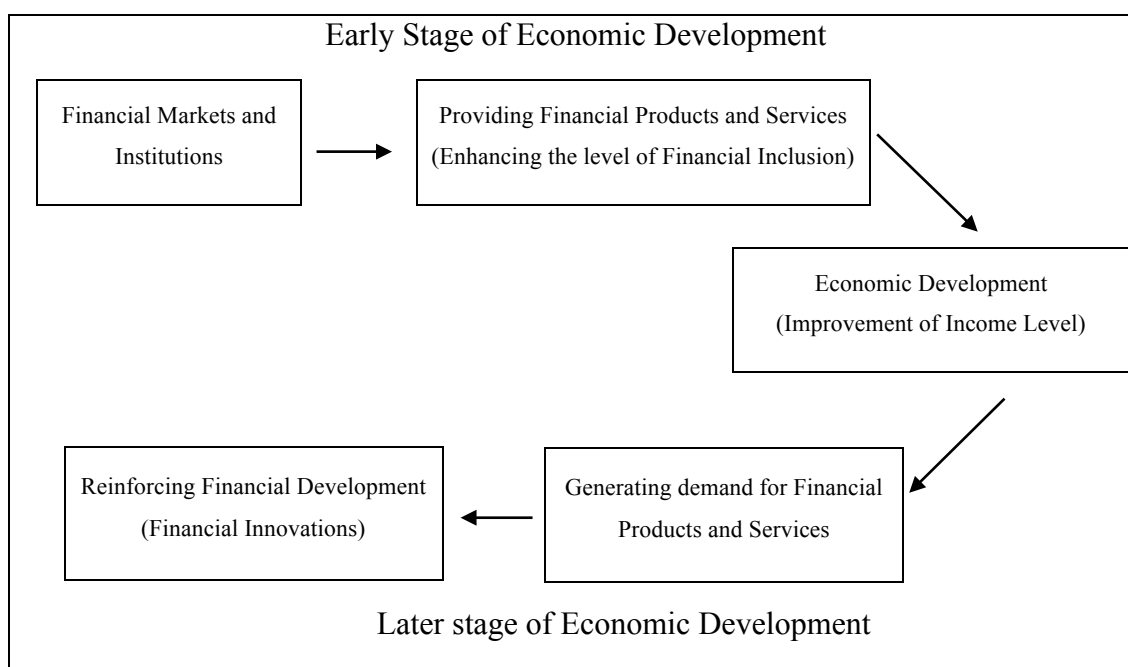 Early Stage of Economic Development
Financial Markets and
Institutions
Providing Financial Products and Services
(Enhancing the level of Financial Inclusion)
Economic Development
(Improvement of Income Level)
Reinforcing Financial Development
(Financial Innovations)
Generating demand for Financial
Products and Services
Later stage of Economic Development